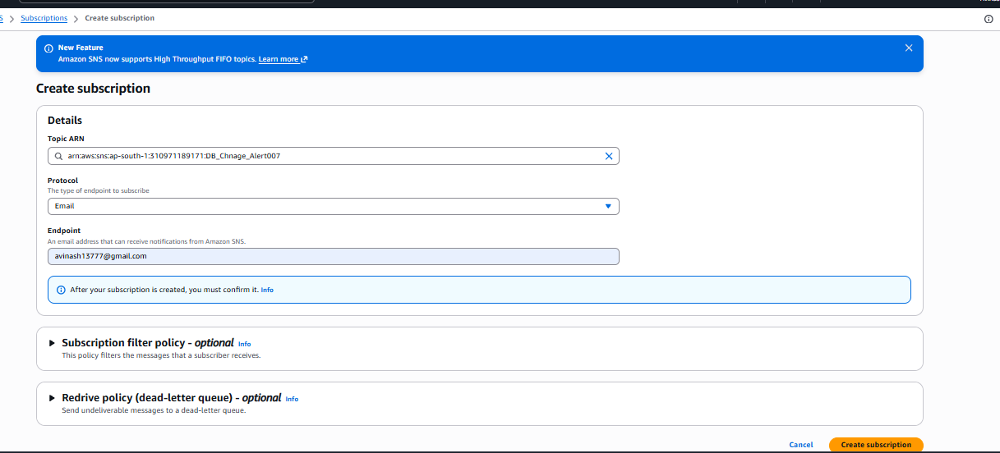 Subscriptions > Create subscription
New Feature
Amazon SNS now supports High Throughput FIFO topics. Learn more
Create subscription
Details
Topic ARN
arn:aws:sns:ap-south-1:310971189171:DB_Chnage_Alert007
Protocol
The type of endpoint to subscribe
Email
Endpoint
An email address that can receive notifications from Amazon SNS.
avinash13777@gmail.com
After your subscription is created, you must confirm it. Info
Subscription filter policy - optional Info
This policy filters the messages that a subscriber receives.
Redrive policy (dead-letter queue) - optional Info
Send undeliverable messages to a dead-letter queue.
Cancel Create subscription